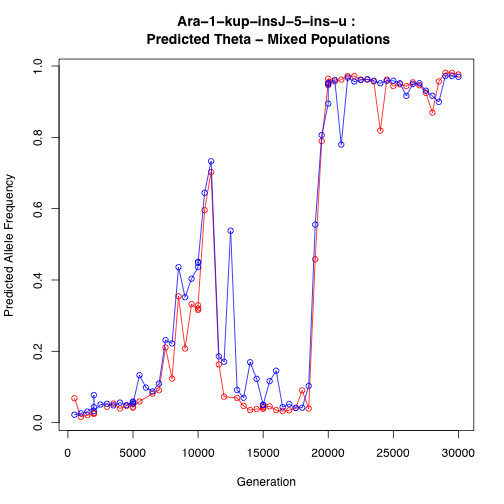 Ara−1−kup−insJ−5−ins−u :
Predicted Theta − Mixed Populations
Predicted Allele Frequency
1.0
0.8
0.6
0.4
0.2
0.0
0 5000 10000 15000 20000 25000 30000
Generation